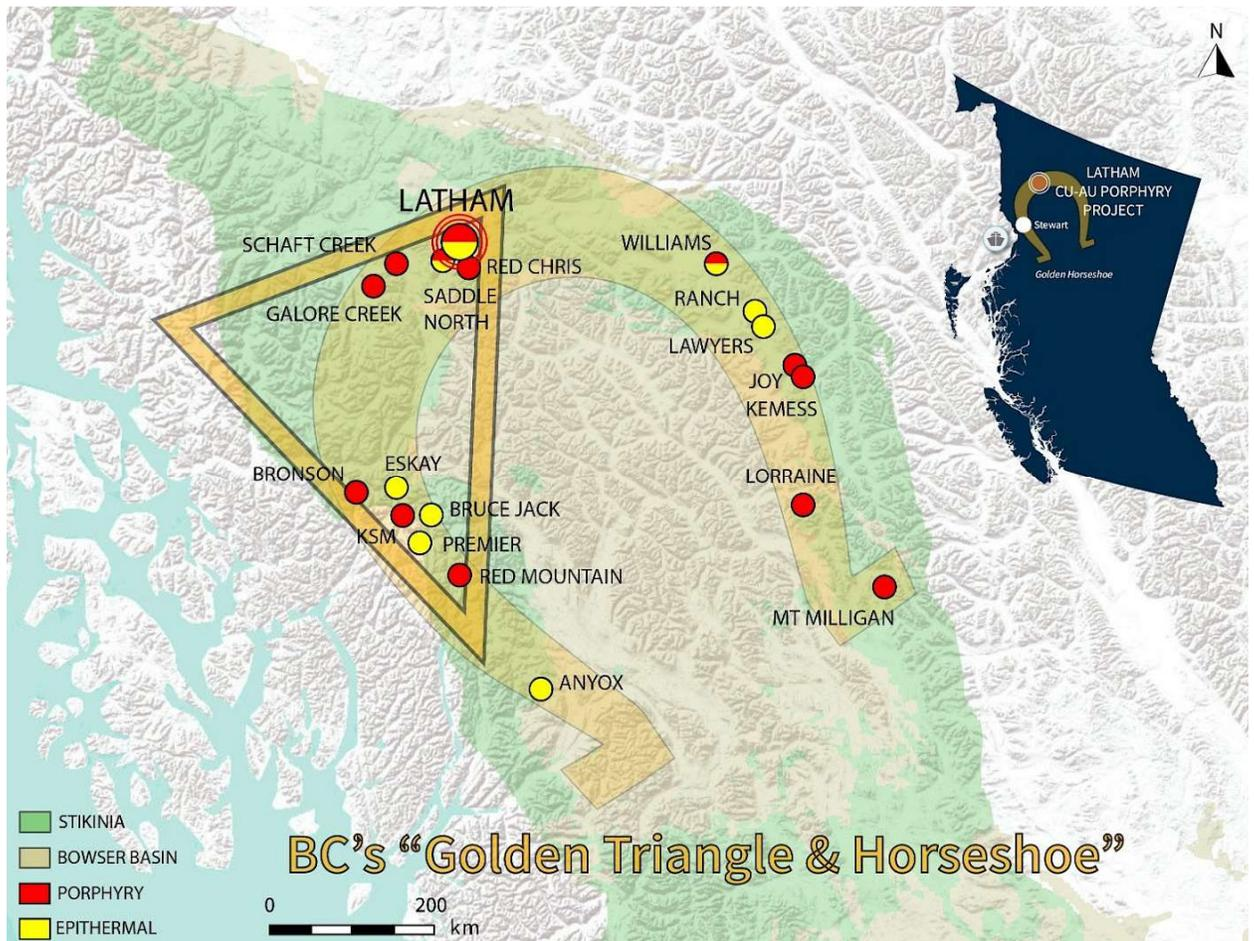 N
LATHAM
CU-AU PORPHYRY
PROJECT
Stewart
Golden Horseshoe
LATHAM
SCHAFT CREEK
RED CHRIS
GALORE CREEK
SADDLE
NORTH
WILLIAMS
RANCH
LAWYERS
JOY
KEMESS
BRONSON
ESKAY
BRUCE JACK
KSM
PREMIER
RED MOUNTAIN
LORRAINE
MT MILLIGAN
ANYOX
STIKINIA
BOWSER BASIN
PORPHYRY
EPITHERMAL
BC's “Golden Triangle & Horseshoe”
0 200
km